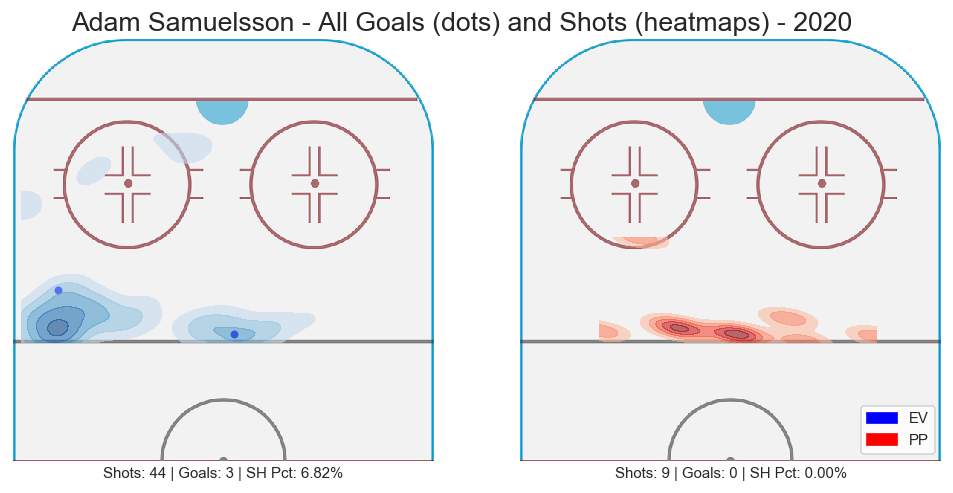 Adam Samuelsson - All Goals (dots) and Shots (heatmaps) - 2020
EV
PP
Shots: 44 | Goals: 3 | SH Pct: 6.82%
Shots: 9 | Goals: 0 | SH Pct: 0.00%